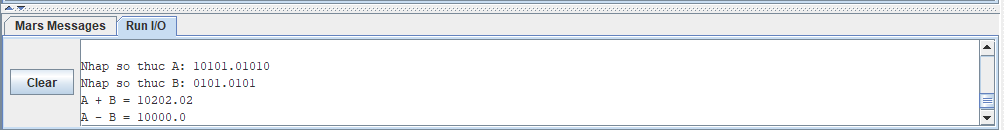 Mars Messages Run I/O
Clear
Nhap so thuc A: 10101.01010
Nhap so thuc B: 0101.0101
A + B = 10202.02
A - B = 10000.0